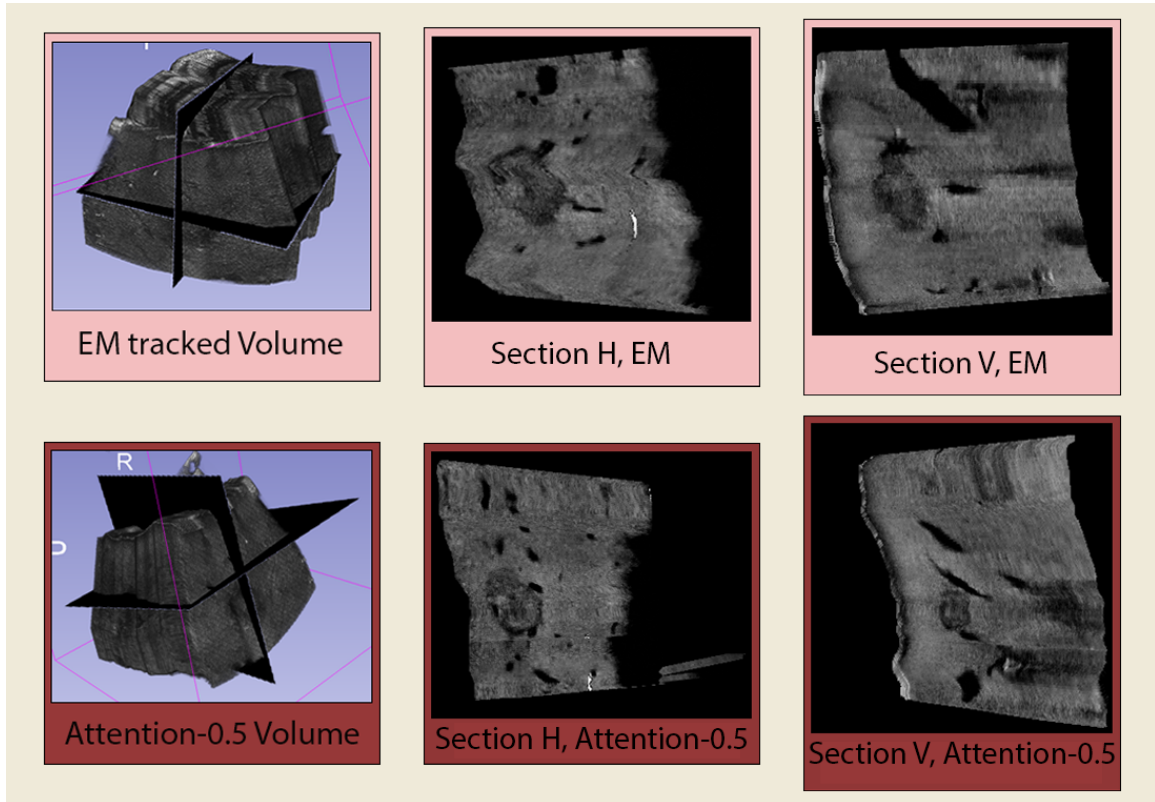 EM tracked Volume
Section H, EM
Section V, EM
R
Attention-0.5 Volume
Section H, Attention-0.5
Section V, Attention-0.5